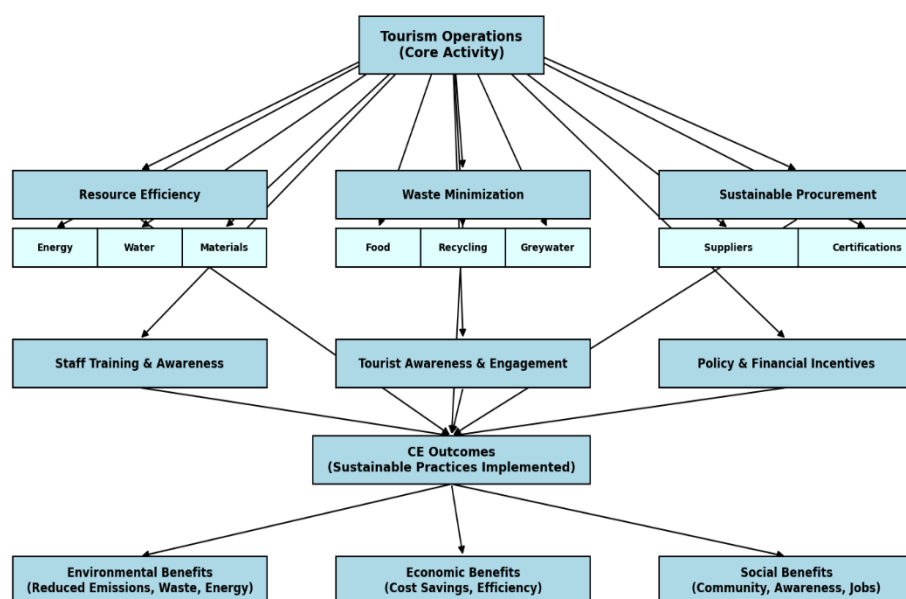 Tourism Operations
(Core Activity)
Resource Efficiency
Waste Minimization
Sustainable Procurement
Energy
Water
Materials
Food
Recycling
Greywater
Suppliers
Certifications
Staff Training & Awareness
Tourist Awareness & Engagement
Policy & Financial Incentives
CE Outcomes
(Sustainable Practices Implemented)
Environmental Benefits
(Reduced Emissions, Waste, Energy)
Economic Benefits
(Cost Savings, Efficiency)
Social Benefits
(Community, Awareness, Jobs)